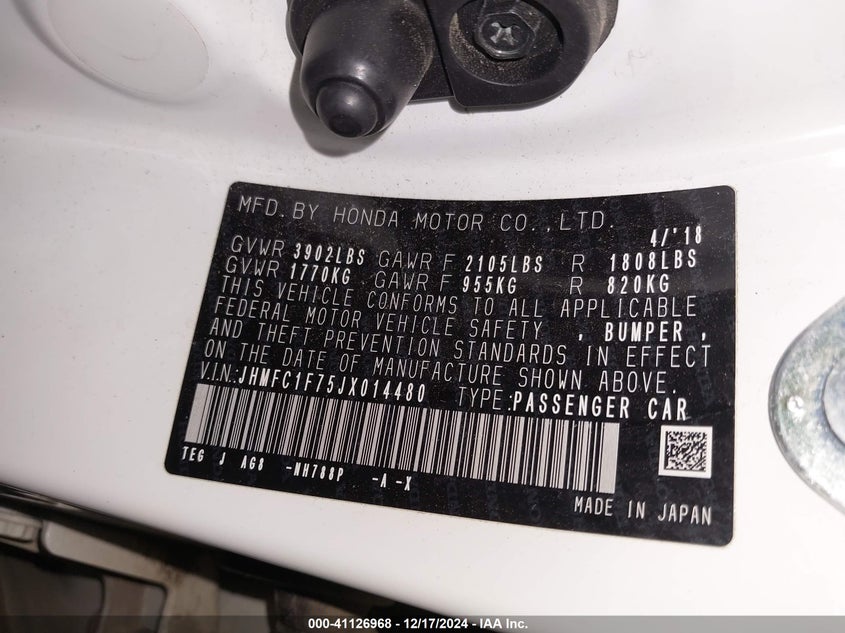 MFD. BY HONDA MOTOR CO., LTD. 4/'18
GVWR 3902LBS GAWR F 2105LBS R 1808LBS
GVWR 1770KG GAWR F 955KG R 820KG
THIS VEHICLE CONFORMS TO ALL APPLICABLE
FEDERAL MOTOR VEHICLE SAFETY , BUMPER ,
AND THEFT PREVENTION STANDARDS IN EFFECT
ON THE DATE OF MANUFACTURE SHOWN ABOVE.
V.I.N.:JHMFC1F75JX014480 TYPE:PASSENGER CAR
TEG J AG8 -NH788P -A -X
MADE IN JAPAN
000-41126968 - 12/17/2024 - IAA Inc.